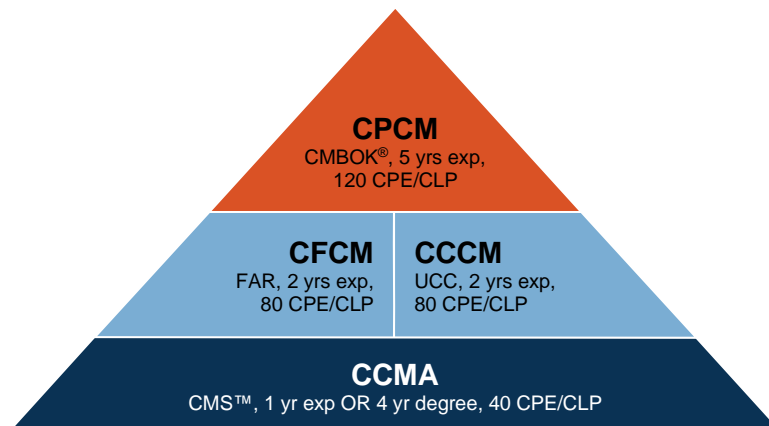 CPCM
CMBOK®, 5 yrs exp,
120 CPE/CLP
CFCM
FAR, 2 yrs exp,
80 CPE/CLP
CCCM
UCC, 2 yrs exp,
80 CPE/CLP
CCMA
CMS™, 1 yr exp OR 4 yr degree, 40 CPE/CLP